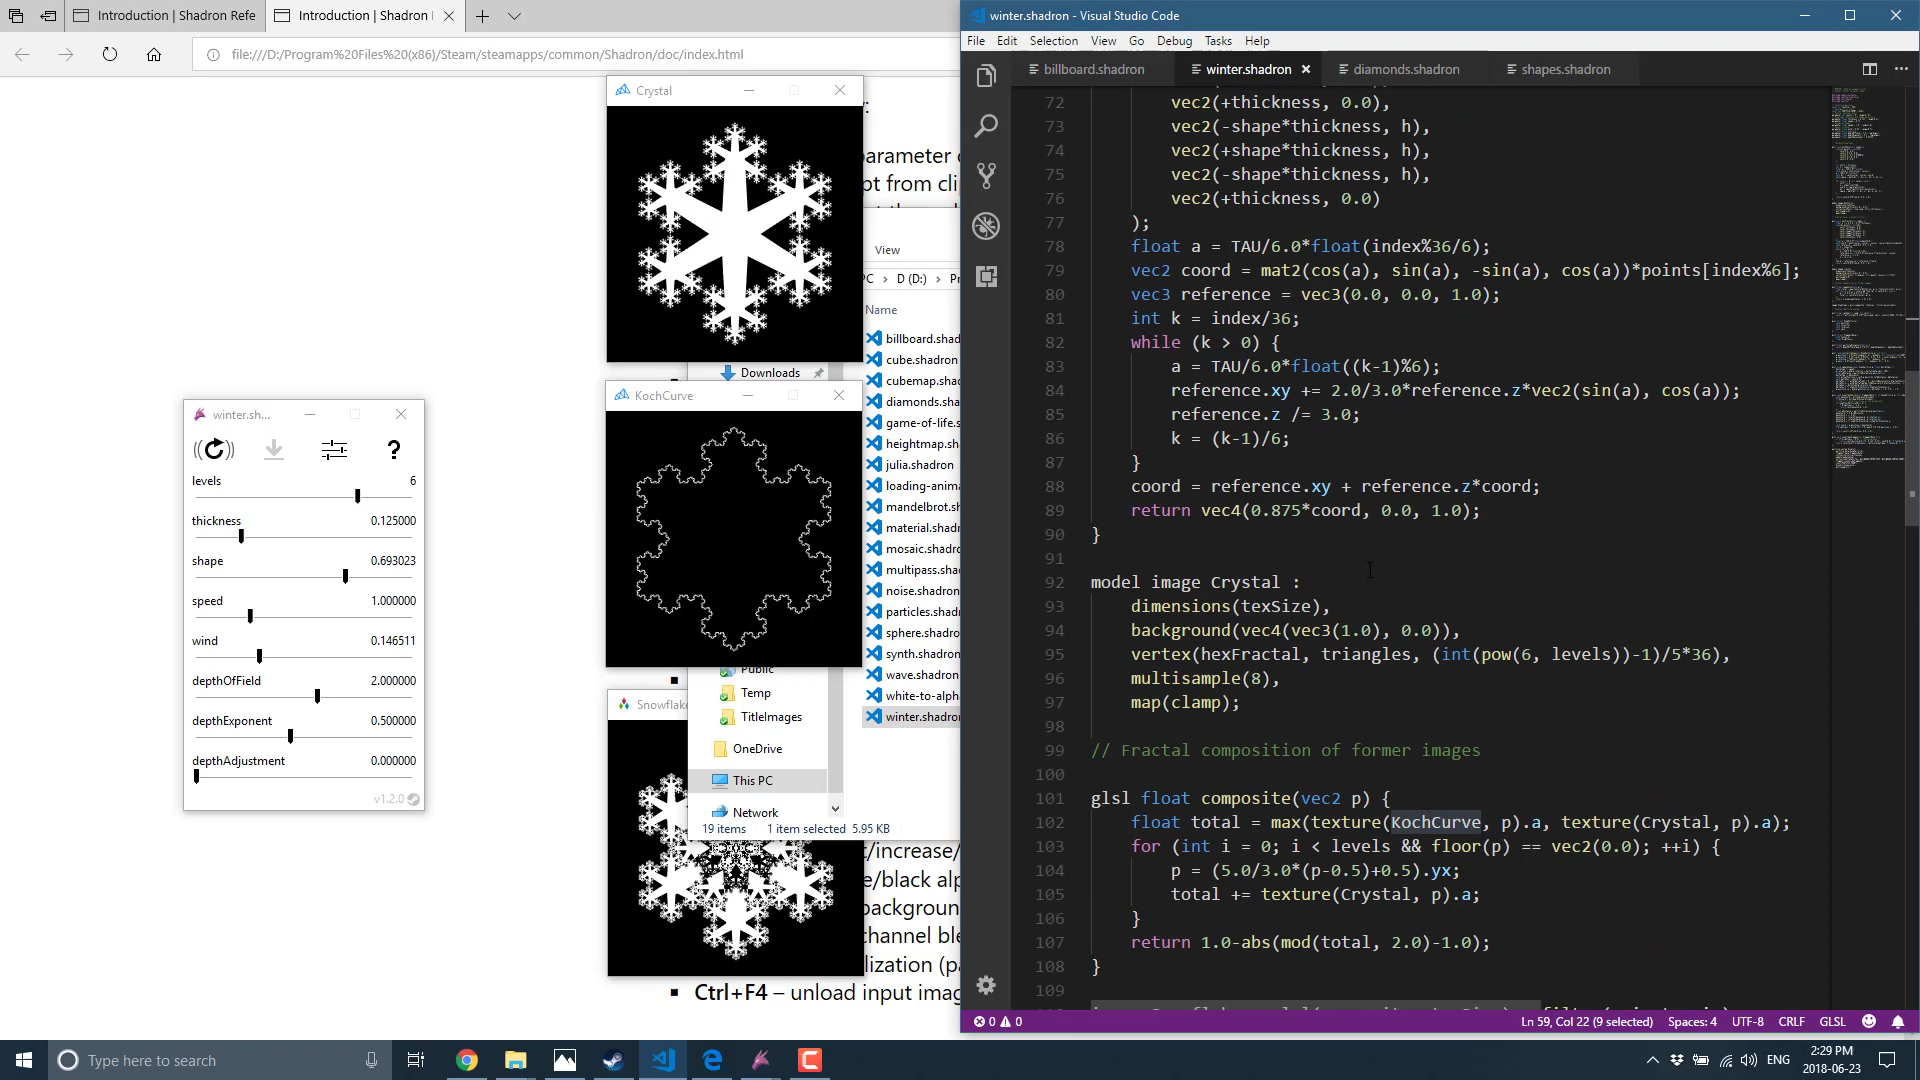 Introduction | Shadron Refe
Introduction | Shadron
file:///D:/Program%20Files%20(x86)/Steam/steamapps/common/Shadron/doc/index.html
Crystal
KochCurve
Snowflake
winter.sh...
levels 6
thickness 0.125000
shape 0.693023
speed 1.000000
wind 0.146511
depthOfField 2.000000
depthExponent 0.500000
depthAdjustment 0.000000
v1.2.0
View
PC > D (D:) >
Name
billboard.shad
cube.shadron
cubemap.sha
diamonds.sha
game-of-life.s
heightmap.sh
julia.shadron
loading-anima
mandelbrot.sh
material.shadr
mosaic.shadro
multipass.shad
noise.shadron
particles.shadr
sphere.shadro
synth.shadron
wave.shadron
white-to-alph
winter.shadron
Downloads
Public
Temp
TitleImages
OneDrive
This PC
Network
19 items 1 item selected 5.95 KB
Ctrl+F4 – unload input imag
winter.shadron - Visual Studio Code
File Edit Selection View Go Debug Tasks Help
billboard.shadron winter.shadron diamonds.shadron shapes.shadron
72 vec2(+thickness, 0.0),
73 vec2(-shape*thickness, h),
74 vec2(+shape*thickness, h),
75 vec2(-shape*thickness, h),
76 vec2(+thickness, 0.0)
77 );
78 float a = TAU/6.0*float(index%36/6);
79 vec2 coord = mat2(cos(a), sin(a), -sin(a), cos(a))*points[index%6];
80 vec3 reference = vec3(0.0, 0.0, 1.0);
81 int k = index/36;
82 while (k > 0) {
83 a = TAU/6.0*float((k-1)%6);
84 reference.xy += 2.0/3.0*reference.z*vec2(sin(a), cos(a));
85 reference.z /= 3.0;
86 k = (k-1)/6;
87 }
88 coord = reference.xy + reference.z*coord;
89 return vec4(0.875*coord, 0.0, 1.0);
90 }
91
92 model image Crystal :
93 dimensions(texSize),
94 background(vec4(vec3(1.0), 0.0)),
95 vertex(hexFractal, triangles, (int(pow(6, levels))-1)/5*36),
96 multisample(8),
97 map(clamp);
98
99 // Fractal composition of former images
100
101 glsl float composite(vec2 p) {
102 float total = max(texture(KochCurve, p).a, texture(Crystal, p).a);
103 for (int i = 0; i < levels && floor(p) == vec2(0.0); ++i) {
104 p = (5.0/3.0*(p-0.5)+0.5).yx;
105 total += texture(Crystal, p).a;
106 }
107 return 1.0-abs(mod(total, 2.0)-1.0);
108 }
109
0 0
Ln 59, Col 22 (9 selected) Spaces: 4 UTF-8 CRLF GLSL
Type here to search
ENG
2:29 PM
2018-06-23